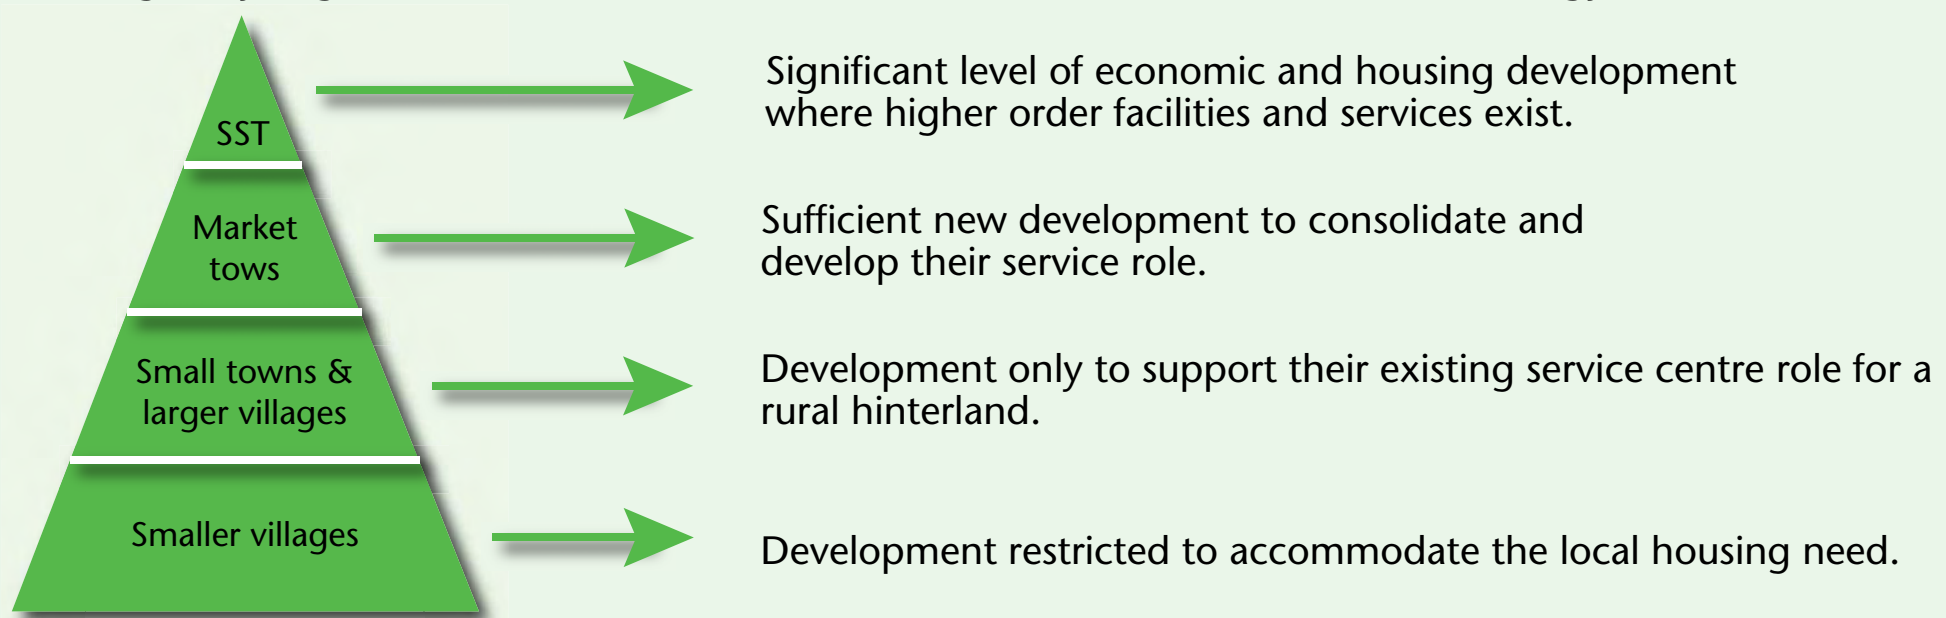 SST
Significant level of economic and housing development
where higher order facilities and services exist.
Market
tows
Sufficient new development to consolidate and
develop their service role.
Small towns &
larger villages
Development only to support their existing service centre role for a
rural hinterland.
Smaller villages
Development restricted to accommodate the local housing need.